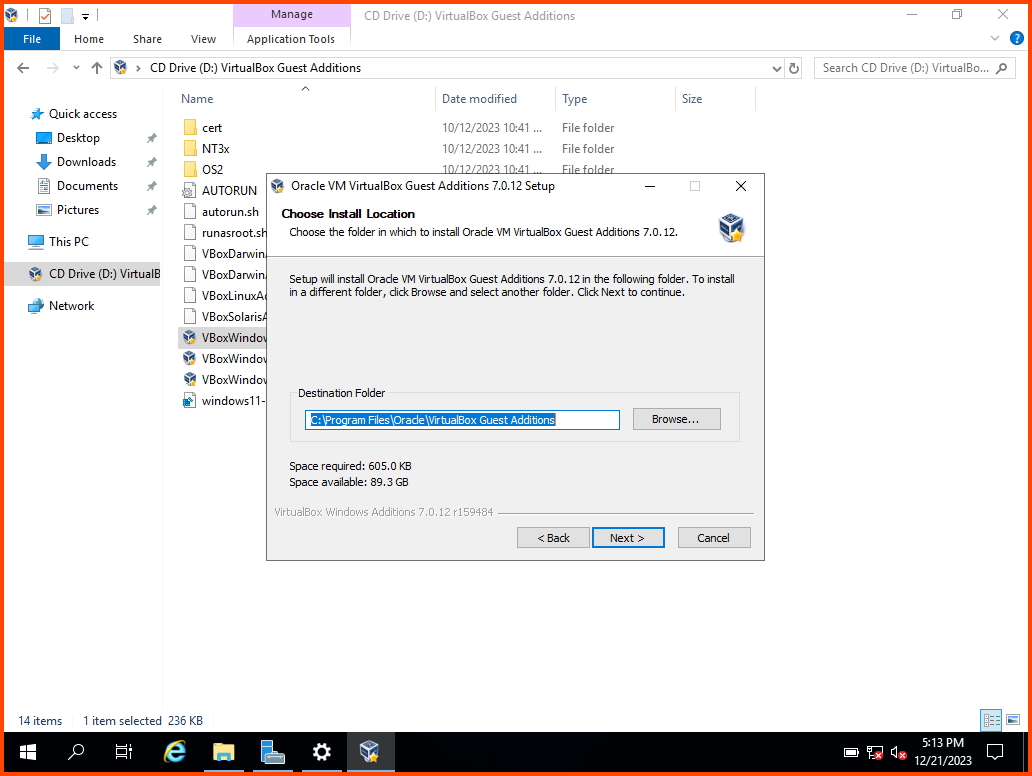 Manage
CD Drive (D:) VirtualBox Guest Additions
File
Home
Share
View
Application Tools
CD Drive (D:) VirtualBox Guest Additions
Search CD Drive (D:) VirtualBo...
Name
Date modified
Type
Size
Quick access
Desktop
Downloads
Documents
Pictures
This PC
CD Drive (D:) VirtualB
Network
cert 10/12/2023 10:41 ... File folder
NT3x 10/12/2023 10:41 ... File folder
OS2 10/12/2023 10:41 ... File folder
AUTORUN
autorun.sh
runasroot.sh
VBoxDarwin
VBoxDarwin
VBoxLinuxAd
VBoxSolarisA
VBoxWindow
VBoxWindow
VBoxWindow
windows11-
Oracle VM VirtualBox Guest Additions 7.0.12 Setup
Choose Install Location
Choose the folder in which to install Oracle VM VirtualBox Guest Additions 7.0.12.
Setup will install Oracle VM VirtualBox Guest Additions 7.0.12 in the following folder. To install
in a different folder, click Browse and select another folder. Click Next to continue.
Destination Folder
C:\Program Files\Oracle\VirtualBox Guest Additions
Browse...
Space required: 605.0 KB
Space available: 89.3 GB
VirtualBox Windows Additions 7.0.12 r159484
< Back
Next >
Cancel
14 items
1 item selected 236 KB
5:13 PM
12/21/2023